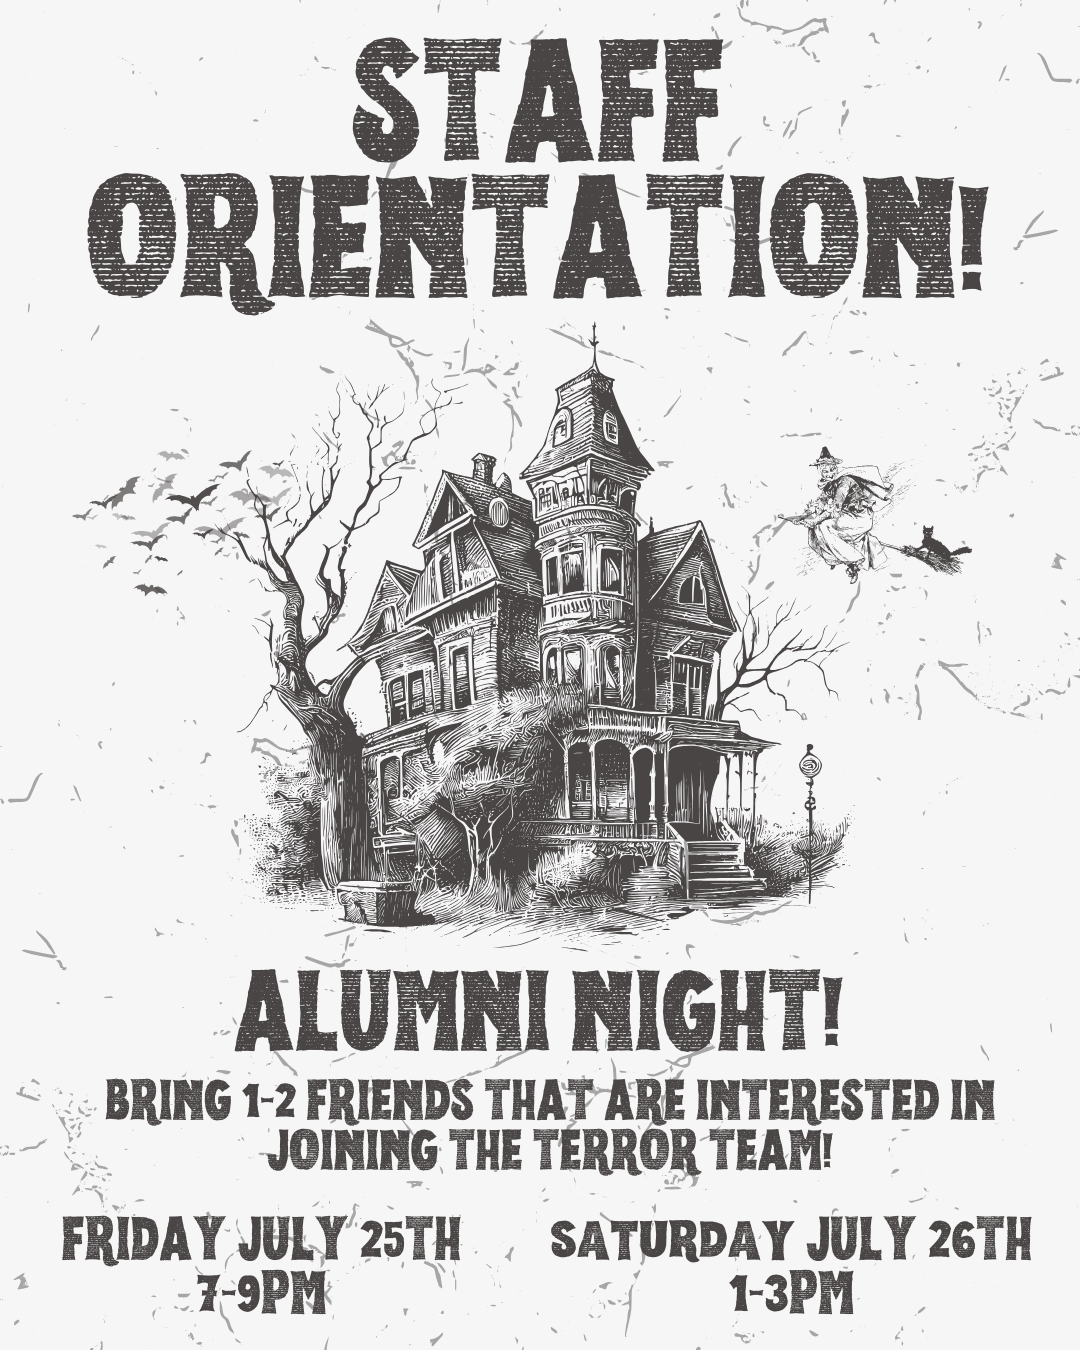 STAFF
ORIENTATION!
ALUMNI NIGHT!
BRING 1-2 FRIENDS THAT ARE INTERESTED IN
JOINING THE TERROR TEAM!
FRIDAY JULY 25TH
7-9PM
SATURDAY JULY 26TH
1-3PM